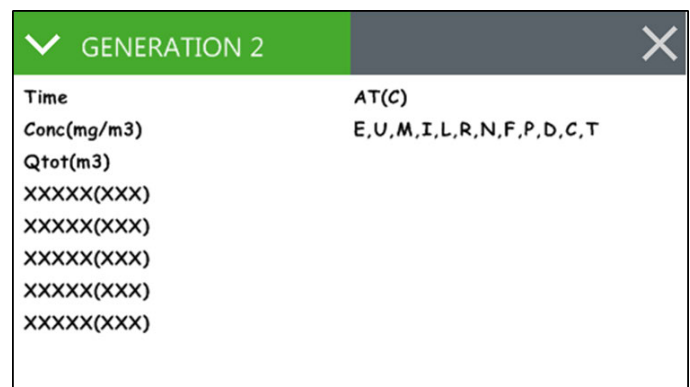 GENERATION 2
Time
AT(C)
Conc(mg/m3)
E,U,M,I,L,R,N,F,P,D,C,T
Qtot(m3)
XXXXX(XXX)
XXXXX(XXX)
XXXXX(XXX)
XXXXX(XXX)
XXXXX(XXX)